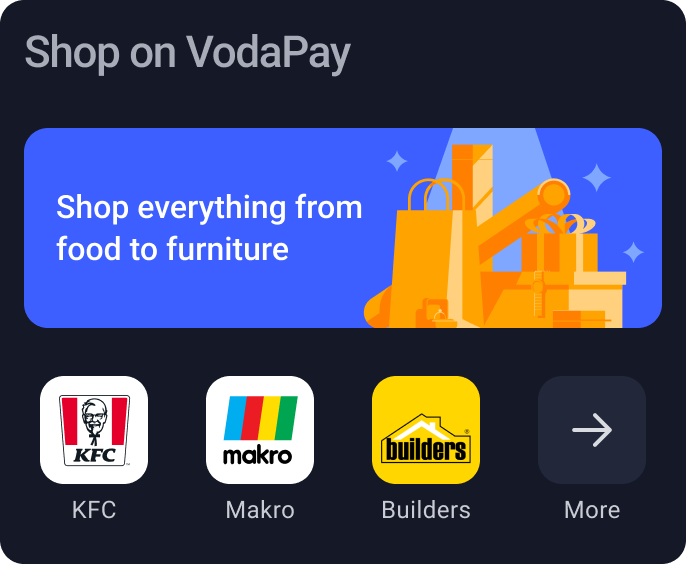 Shop on VodaPay
Shop everything from
food to furniture
KFC
makro
builders
®
KFC
Makro
Builders
More